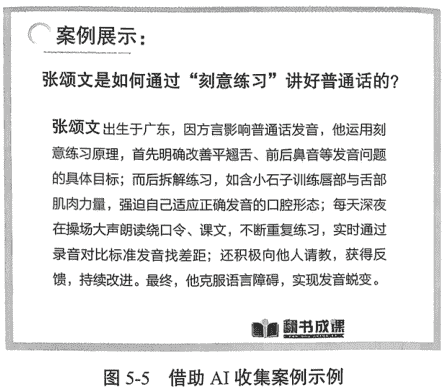 案例展示：
张颂文是如何通过“刻意练习”讲好普通话的?
张颂文出生于广东，因方言影响普通话发音，他运用刻
意练习原理，首先明确改善平翘舌、前后鼻音等发音问题
的具体目标；而后拆解练习，如含小石子训练唇部与舌部
肌肉力量，强迫自己适应正确发音的口腔形态；每天深夜
在操场大声朗读绕口令、课文，不断重复练习，实时通过
录音对比标准发音找差距；还积极向他人请教，获得反
馈，持续改进。最终，他克服语言障碍，实现发音蜕变。
翻书成课
图 5-5 借助 AI 收集案例示例